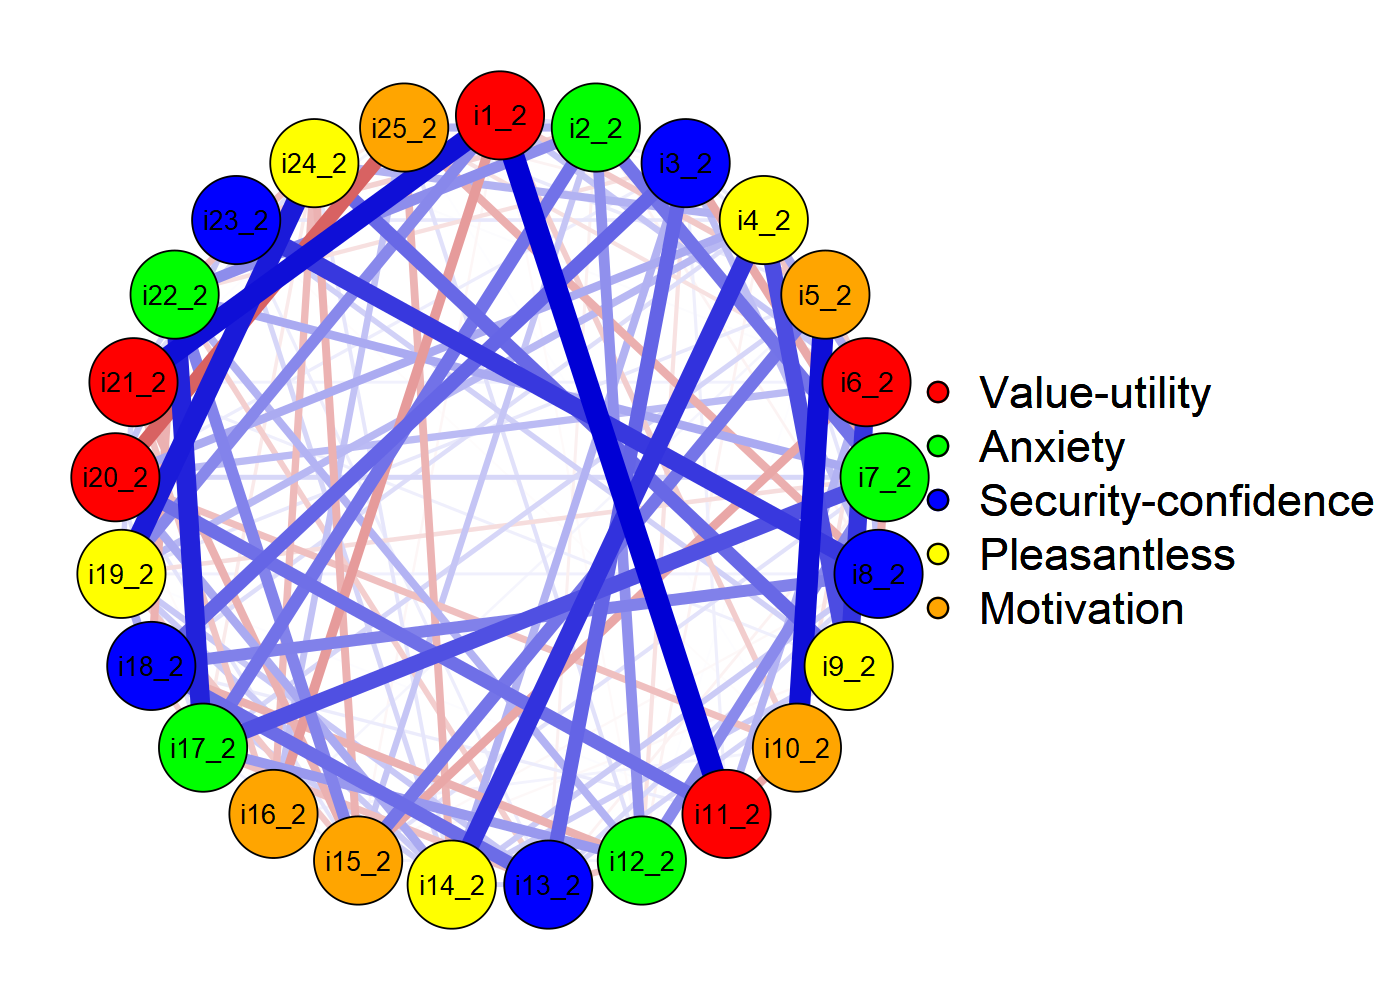 i1_2
i2_2
i3_2
i4_2
i5_2
i6_2
i7_2
i8_2
i9_2
i10_2
i11_2
i12_2
i13_2
i14_2
i15_2
i16_2
i17_2
i18_2
i19_2
i20_2
i21_2
i22_2
i23_2
i24_2
i25_2
Value-utility
Anxiety
Security-confidence
Pleasantless
Motivation